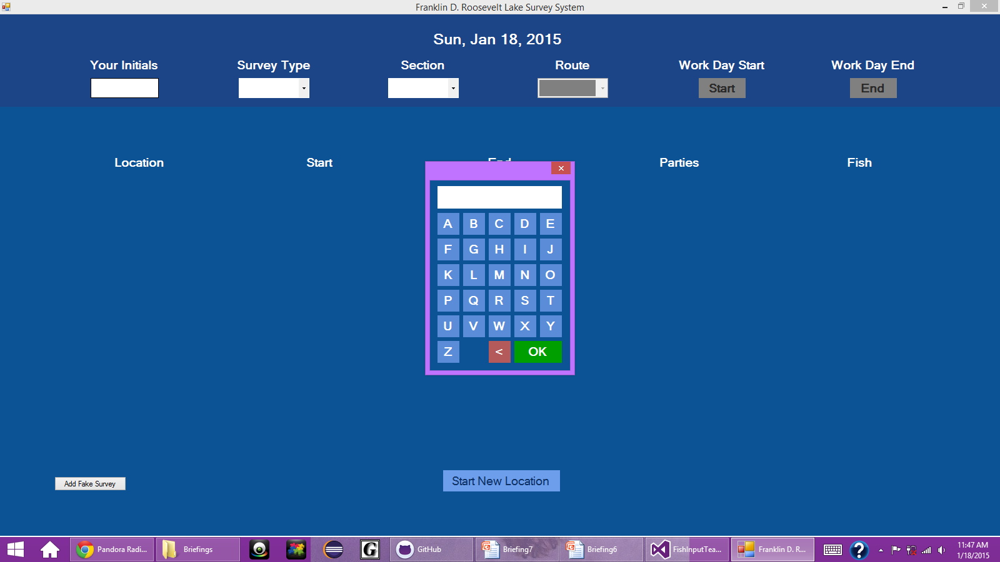 Franklin D. Roosevelt Lake Survey System
Sun, Jan 18, 2015
Your Initials Survey Type Section Route Work Day Start Work Day End
Start End
Location Start End Parties Fish
A B C D E
F G H I J
K L M N O
P Q R S T
U V W X Y
Z < OK
Start New Location
Add Fake Survey
Pandora Radi... Briefings G GitHub Briefing7 Briefing6 FishInputTea... Franklin D. R... ? 11:47 AM
1/18/2015